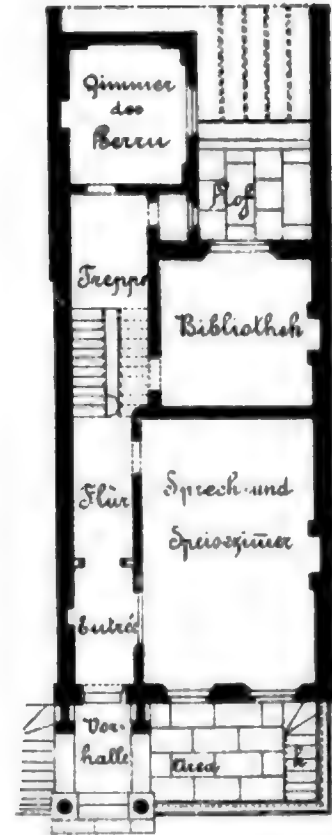 Zimmer
des
Herrn
Hof
Treppe
Bibliothek
Flur
Sprech- und
Speisezimmer
Entrée
Vor-
halle
Area
k